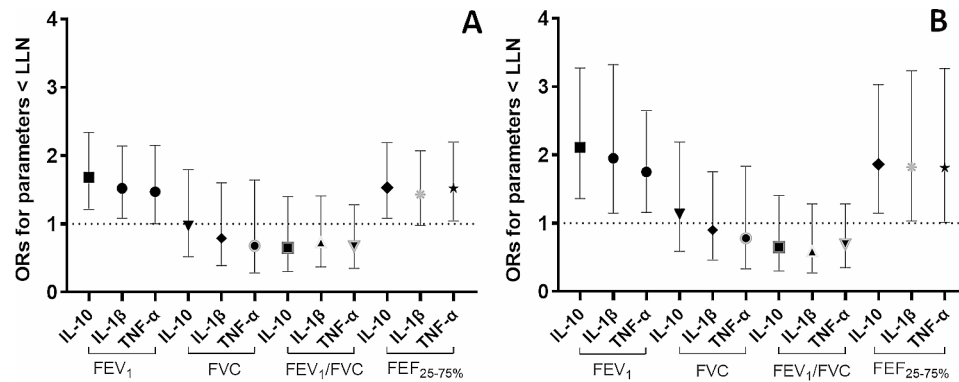 A
ORs for parameters < LLN
4
3
2
1
0
IL-10 IL-1β TNF-α IL-10 IL-1β TNF-α IL-10 IL-1β TNF-α IL-10 IL-1β TNF-α
FEV₁ FVC FEV₁/FVC FEF₂₅₋₇₅%
B
ORs for parameters < LLN
4
3
2
1
0
IL-10 IL-1β TNF-α IL-10 IL-1β TNF-α IL-10 IL-1β TNF-α IL-10 IL-1β TNF-α
FEV₁ FVC FEV₁/FVC FEF₂₅₋₇₅%